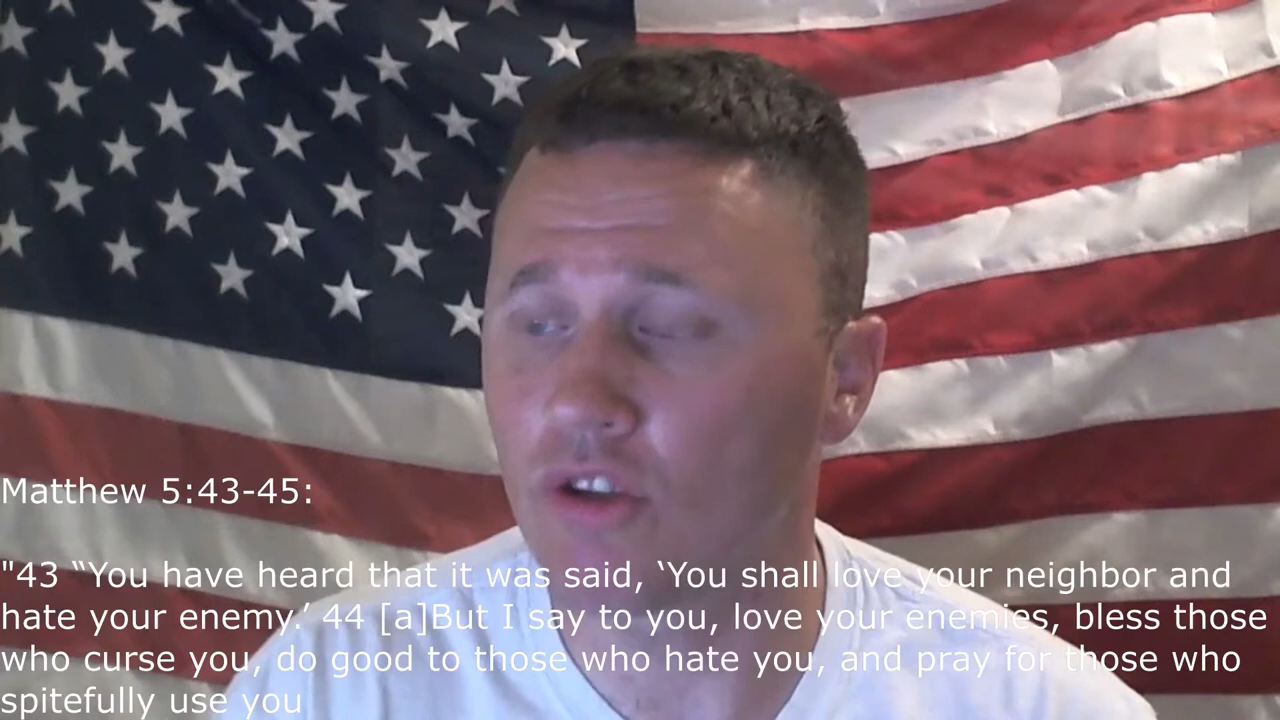 Matthew 5:43-45:
"43 “You have heard that it was said, ‘You shall love your neighbor and
hate your enemy.’ 44 [a]But I say to you, love your enemies, bless those
who curse you, do good to those who hate you, and pray for those who
spitefully use you